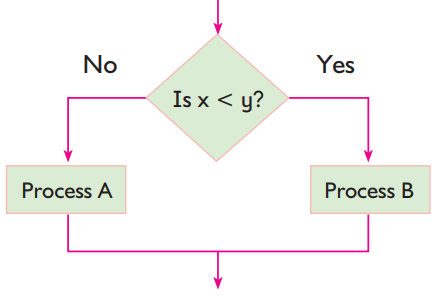 No
Yes
Is x < y?
Process A
Process B